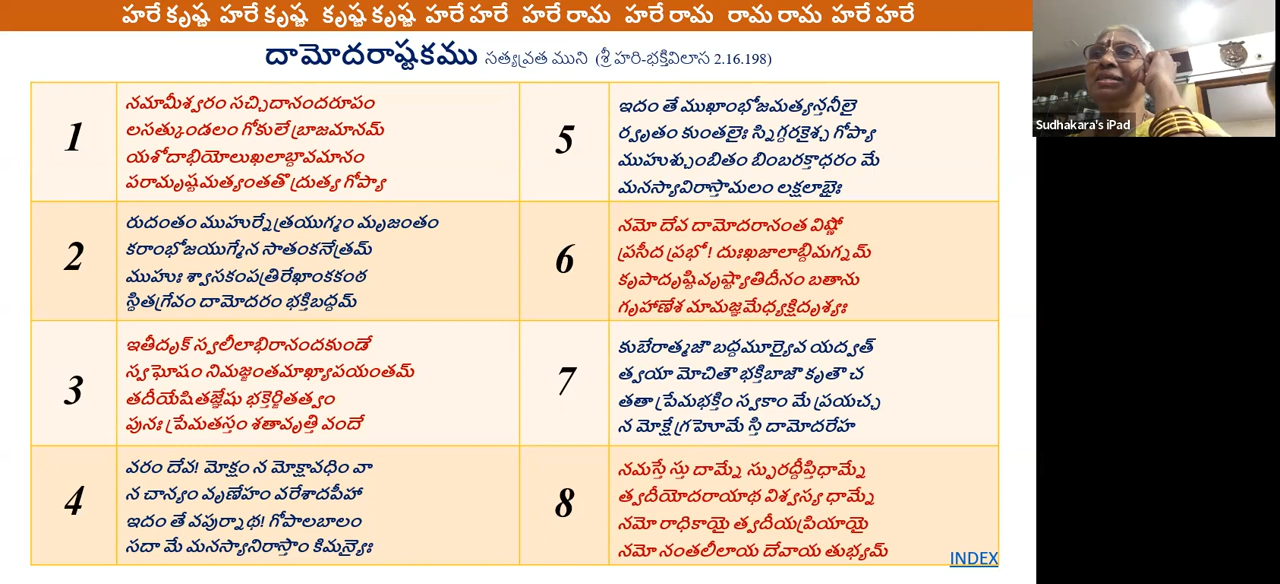 హరే కృష్ణ హరే కృష్ణ కృష్ణ కృష్ణ హరే హరే హరే రామ హరే రామ రామ రామ హరే హరే
దామోదరాష్టకము సత్యవ్రత ముని (శ్రీ హరి-భక్తివిలాస 2.16.198)
1
నమామీశ్వరం సచ్చిదానందరూపం
లసత్కుండలం గోకులే భ్రాజమానమ్
యశోదాభియోలుఖలాద్ధావమానం
పరామృష్టమత్యంతతో ద్రుత్య గోప్యా
2
రుదంతం ముహుర్నేత్రయుగ్మం మృజంతం
కరాంభోజయుగ్మేన సాతంకనేత్రమ్
ముహుః శ్వాసకంపత్రిరేఖాంకకంఠ
స్థితగ్రేవం దామోదరం భక్తిబద్ధమ్
3
ఇతీదృక్ స్వలీలాభిరానందకుండే
స్వఘోషం నిమజ్జంతమాఖ్యాపయంతమ్
తదీయేషితజ్ఞేషు భక్తైర్జితత్వం
పునః ప్రేమతస్తం శతావృత్తి వందే
4
వరం దేవ! మోక్షం న మోక్షావధిం వా
న చాన్యం వృణేహం వరేశాదపీహా
ఇదం తే వపుర్నాథ! గోపాలబాలం
సదా మే మనస్యానిరాస్తాం కిమన్యైః
5
ఇదం తే ముఖాంభోజమత్యన్తనీలై
ర్వృతం కుంతలైః స్నిగ్ధరక్తైశ్చ గోప్యా
ముహుశ్చుంబితం బింబరక్తాధరం మే
మనస్యావిరాస్తామలం లక్షలాభైః
6
నమో దేవ దామోదరానంత విష్ణో
ప్రసీద ప్రభో! దుఃఖజాలాబ్ధిమగ్నమ్
కృపాదృష్టివృష్ట్యాతిదీనం బతాను
గృహాణేశ మామజ్ఞమేధ్యక్షిదృశ్యః
7
కుబేరాత్మజౌ బద్ధమూర్త్యైవ యద్వత్
త్వయా మోచితౌ భక్తిబాజౌ కృతౌ చ
తతా ప్రేమభక్తిం స్వకాం మే ప్రయచ్ఛ
న మోక్షే గ్రహెూమే స్తి దామోదరేహ
8
నమస్తే స్తు దామ్నే స్ఫురద్దీప్తిధామ్నే
త్వదీయోదరాయాథ విశ్వస్య ధామ్నే
నమో రాధికాయై త్వదీయప్రియాయై
నమో నంతలీలాయ దేవాయ తుభ్యమ్
INDEX
Sudhakara's iPad